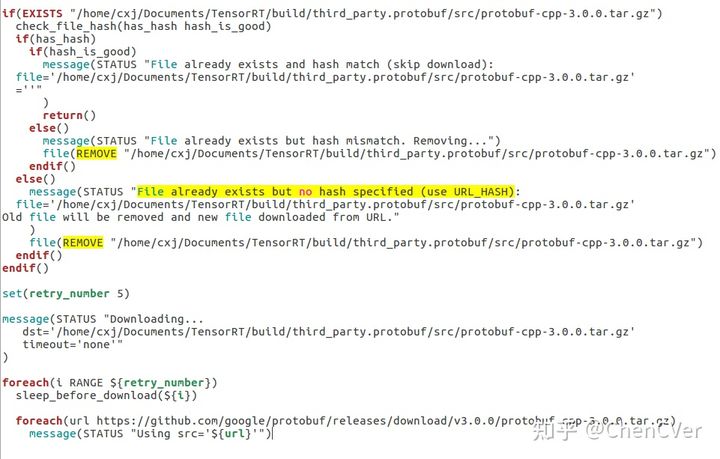 if(EXISTS "/home/cxj/Documents/TensorRT/build/third_party.protobuf/src/protobuf-cpp-3.0.0.tar.gz")
  check_file_hash(has_hash hash_is_good)
  if(has_hash)
    if(hash_is_good)
      message(STATUS "File already exists and hash match (skip download):
  file='/home/cxj/Documents/TensorRT/build/third_party.protobuf/src/protobuf-cpp-3.0.0.tar.gz'
  =''"
      )
      return()
    else()
      message(STATUS "File already exists but hash mismatch. Removing...")
      file(REMOVE "/home/cxj/Documents/TensorRT/build/third_party.protobuf/src/protobuf-cpp-3.0.0.tar.gz")
    endif()
  else()
    message(STATUS "File already exists but no hash specified (use URL_HASH):
  file='/home/cxj/Documents/TensorRT/build/third_party.protobuf/src/protobuf-cpp-3.0.0.tar.gz'
Old file will be removed and new file downloaded from URL."
    )
    file(REMOVE "/home/cxj/Documents/TensorRT/build/third_party.protobuf/src/protobuf-cpp-3.0.0.tar.gz")
  endif()
endif()

set(retry_number 5)

message(STATUS "Downloading...
   dst='/home/cxj/Documents/TensorRT/build/third_party.protobuf/src/protobuf-cpp-3.0.0.tar.gz'
   timeout='none'"
)

foreach(i RANGE ${retry_number})
  sleep_before_download(${i})

  foreach(url https://github.com/google/protobuf/releases/download/v3.0.0/protobuf-cpp-3.0.0.tar.gz)
    message(STATUS "Using src='${url}'")
知乎 @ChenCVer